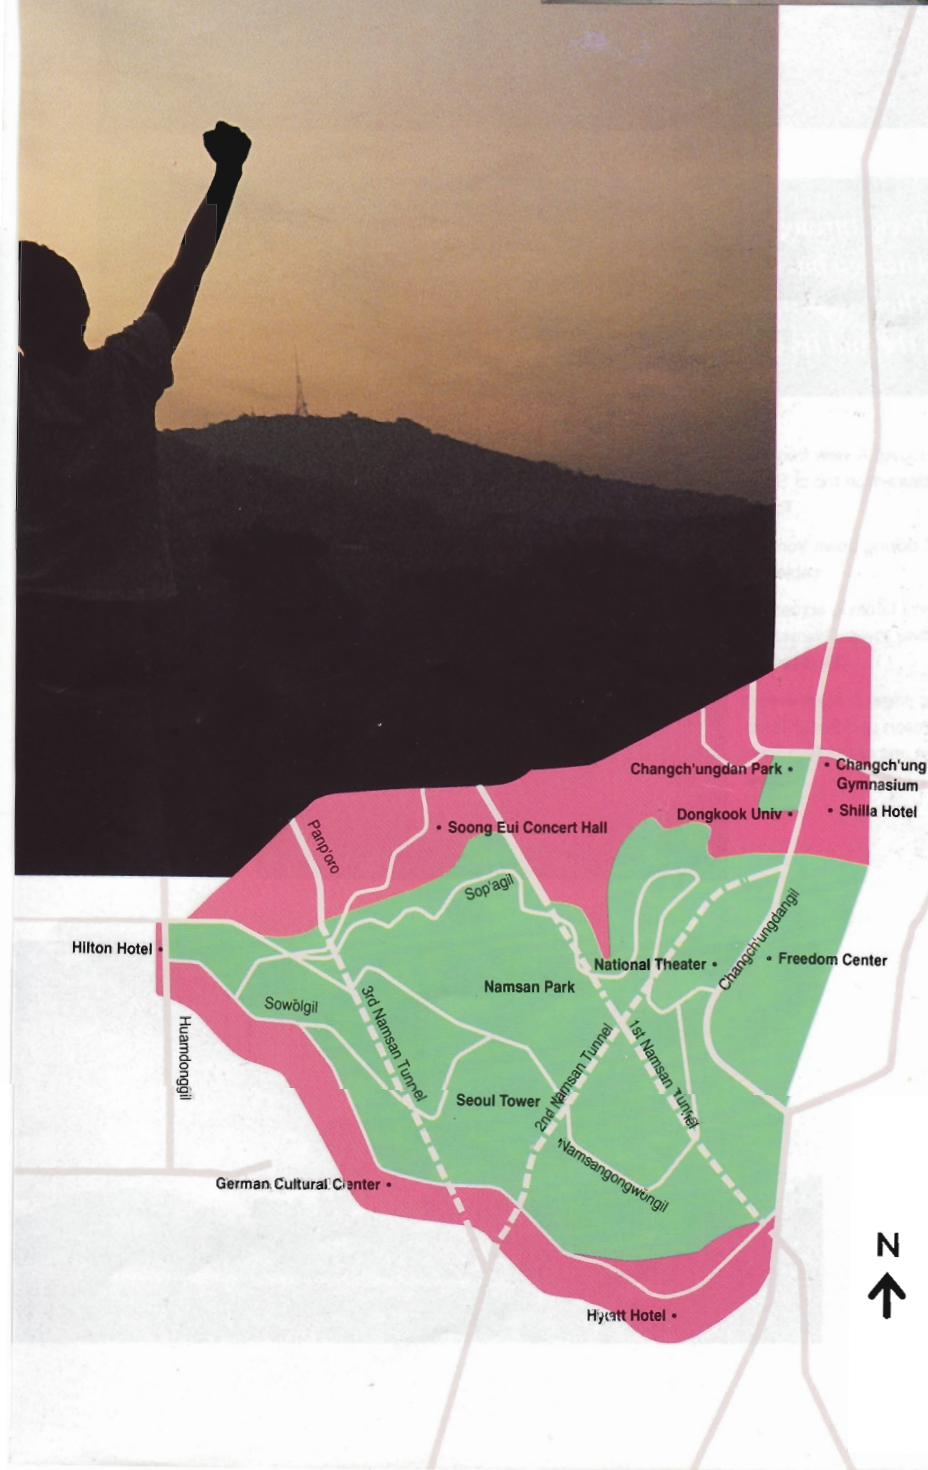 Changch'ungdan Park
Changch'ung
Gymnasium
Dongkook Univ
Shilla Hotel
Panp'oro
Soong Eui Concert Hall
Sop'agil
Changch'ungdangil
Hilton Hotel
National Theater
Freedom Center
Namsan Park
Sowŏlgil
3rd Namsan Tunnel
1st Namsan Tunnel
2nd Namsan Tunnel
Huamdonggil
Seoul Tower
Namsangongwŏngil
German Cultural Center
N
Hyatt Hotel